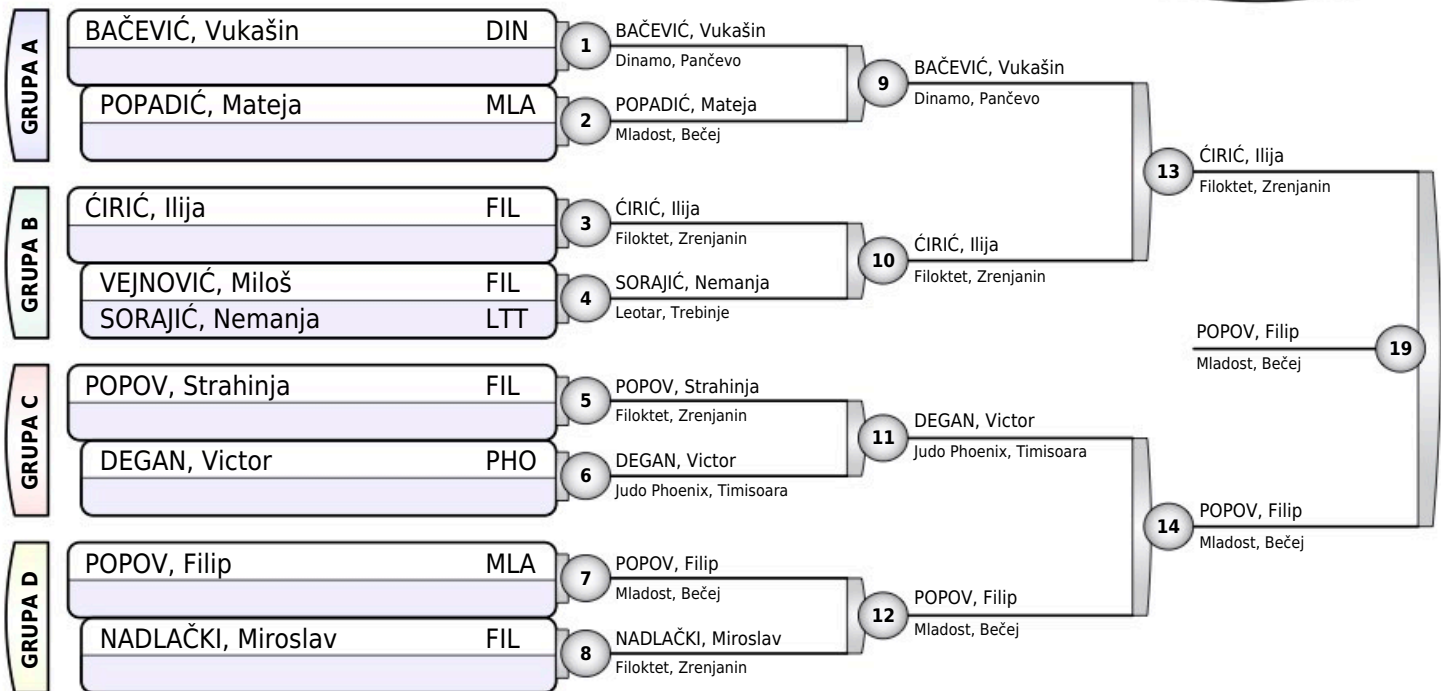 GRUPA A
BAČEVIĆ, Vukašin DIN
POPADIĆ, Mateja MLA
GRUPA B
ĆIRIĆ, Ilija FIL
VEJNOVIĆ, Miloš FIL
SORAJIĆ, Nemanja LTT
GRUPA C
POPOV, Strahinja FIL
DEGAN, Victor PHO
GRUPA D
POPOV, Filip MLA
NADLAČKI, Miroslav FIL
1
BAČEVIĆ, Vukašin
Dinamo, Pančevo
2
POPADIĆ, Mateja
Mladost, Bečej
3
ĆIRIĆ, Ilija
Filoktet, Zrenjanin
4
SORAJIĆ, Nemanja
Leotar, Trebinje
5
POPOV, Strahinja
Filoktet, Zrenjanin
6
DEGAN, Victor
Judo Phoenix, Timisoara
7
POPOV, Filip
Mladost, Bečej
8
NADLAČKI, Miroslav
Filoktet, Zrenjanin
9
BAČEVIĆ, Vukašin
Dinamo, Pančevo
10
ĆIRIĆ, Ilija
Filoktet, Zrenjanin
11
DEGAN, Victor
Judo Phoenix, Timisoara
12
POPOV, Filip
Mladost, Bečej
13
ĆIRIĆ, Ilija
Filoktet, Zrenjanin
14
POPOV, Filip
Mladost, Bečej
POPOV, Filip
Mladost, Bečej
19